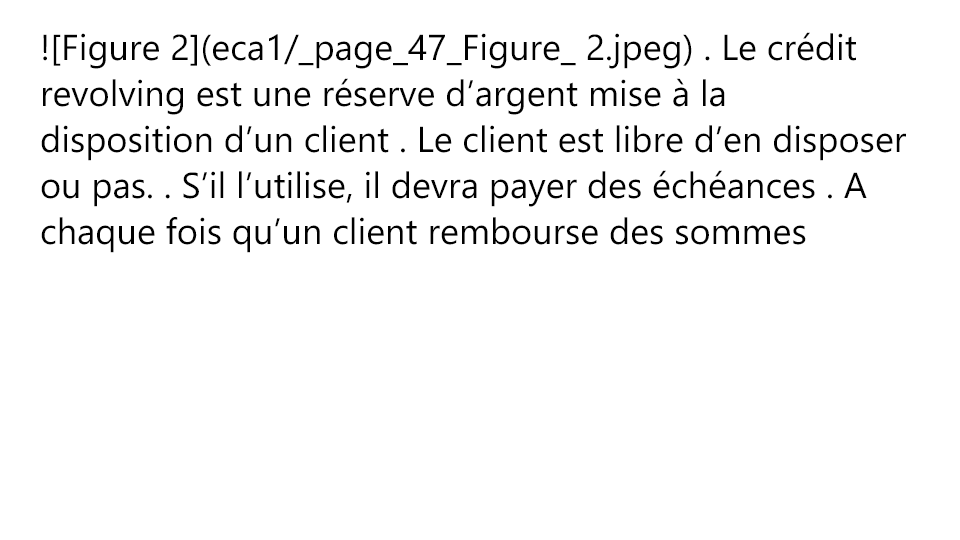 ![Figure 2](eca1/_page_47_Figure_ 2.jpeg) . Le crédit
revolving est une réserve d’argent mise à la
disposition d’un client . Le client est libre d’en disposer
ou pas. . S’il l’utilise, il devra payer des échéances . A
chaque fois qu’un client rembourse des sommes